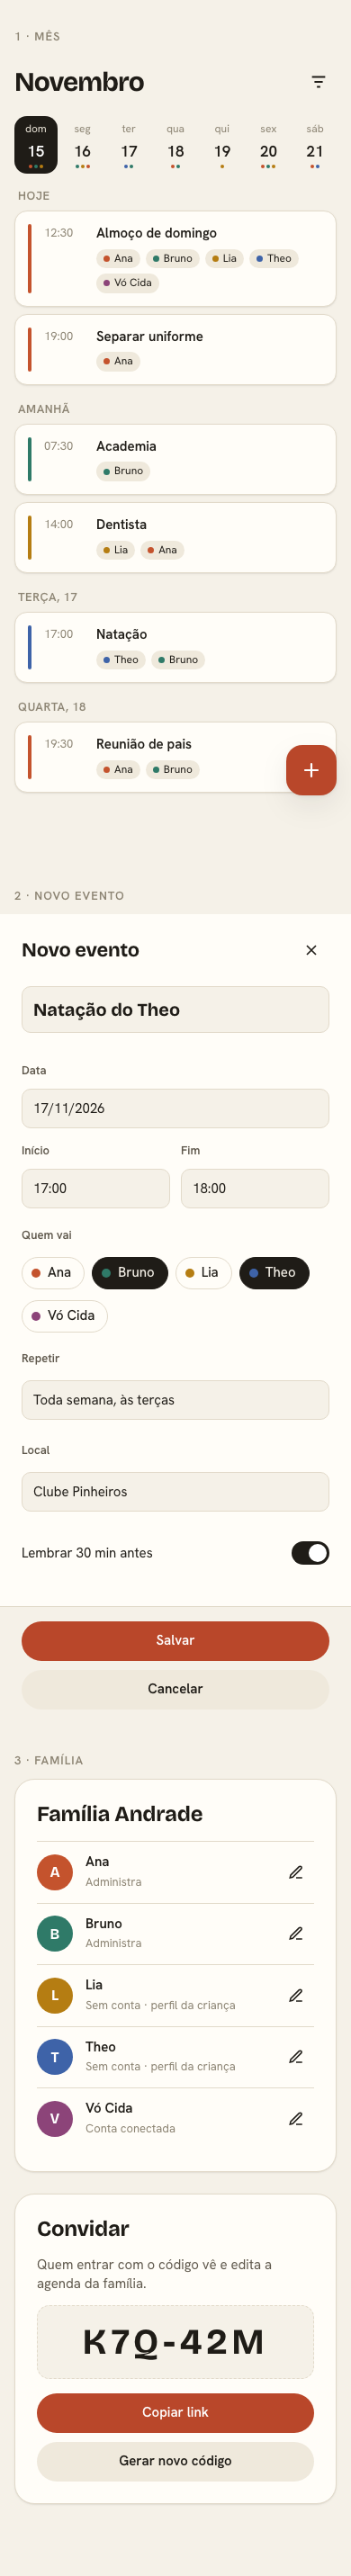 1 · MÊS
Novembro
dom seg ter qua qui sex sáb
15 16 17 18 19 20 21
HOJE
12:30 Almoço de domingo
Ana Bruno Lia Theo
Vó Cida
19:00 Separar uniforme
Ana
AMANHÃ
07:30 Academia
Bruno
14:00 Dentista
Lia Ana
TERÇA, 17
17:00 Natação
Theo Bruno
QUARTA, 18
19:30 Reunião de pais
Ana Bruno
2 · NOVO EVENTO
Novo evento
Natação do Theo
Data
17/11/2026
Início Fim
17:00 18:00
Quem vai
Ana Bruno Lia Theo
Vó Cida
Repetir
Toda semana, às terças
Local
Clube Pinheiros
Lembrar 30 min antes
Salvar
Cancelar
3 · FAMÍLIA
Família Andrade
A Ana
Administra
B Bruno
Administra
L Lia
Sem conta · perfil da criança
T Theo
Sem conta · perfil da criança
V Vó Cida
Conta conectada
Convidar
Quem entrar com o código vê e edita a
agenda da família.
K7Q-42M
Copiar link
Gerar novo código